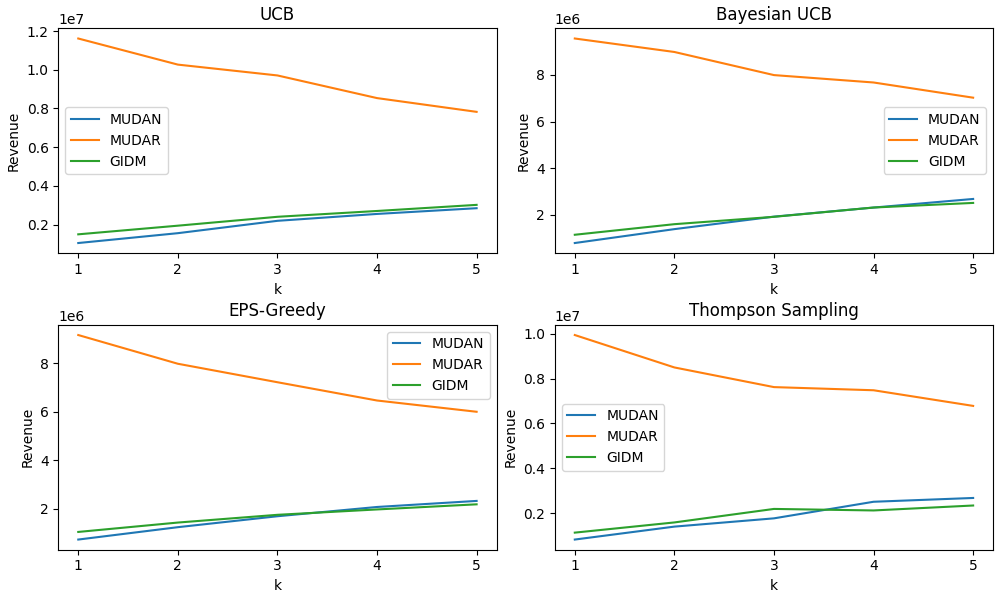 UCB
1e7
Revenue
1.2
1.0
0.8
0.6
0.4
0.2
MUDAN
MUDAR
GIDM
1 2 3 4 5
k
Bayesian UCB
1e6
Revenue
8
6
4
2
MUDAN
MUDAR
GIDM
1 2 3 4 5
k
EPS-Greedy
1e6
Revenue
8
6
4
2
MUDAN
MUDAR
GIDM
1 2 3 4 5
k
Thompson Sampling
1e7
Revenue
1.0
0.8
0.6
0.4
0.2
MUDAN
MUDAR
GIDM
1 2 3 4 5
k